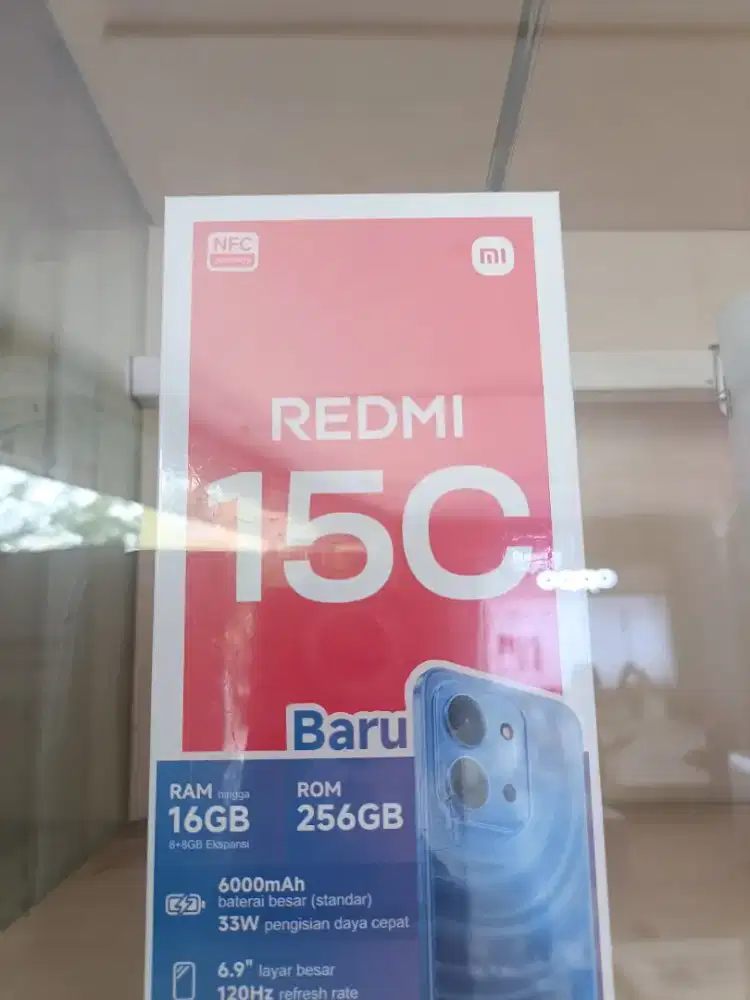 NFC
mi
REDMI
15C
Baru
RAM hingga
16GB
8+8GB Ekspansi
ROM
256GB
6000mAh
baterai besar (standar)
33W pengisian daya cepat
6.9" layar besar
120Hz refresh rate